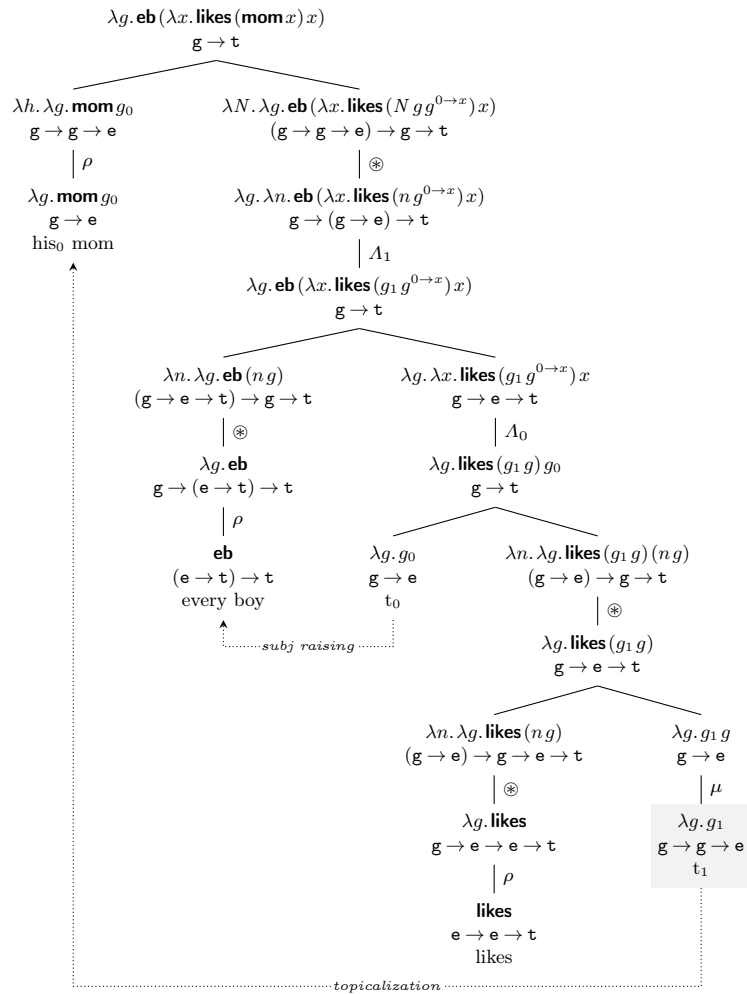 λg. eb (λx. likes (mom x) x)
g → t
λh. λg. mom g₀
g → g → e
λN. λg. eb (λx. likes (N g g⁰→ˣ) x)
(g → g → e) → g → t
ρ
⊛
λg. mom g₀
g → e
his₀ mom
λg. λn. eb (λx. likes (n g⁰→ˣ) x)
g → (g → e) → t
Λ₁
λg. eb (λx. likes (g₁ g⁰→ˣ) x)
g → t
λn. λg. eb (n g)
(g → e → t) → g → t
λg. λx. likes (g₁ g⁰→ˣ) x
g → e → t
⊛
Λ₀
λg. eb
g → (e → t) → t
λg. likes (g₁ g) g₀
g → t
ρ
eb
(e → t) → t
every boy
λg. g₀
g → e
t₀
λn. λg. likes (g₁ g) (n g)
(g → e) → g → t
⊛
subj raising
λg. likes (g₁ g)
g → e → t
λn. λg. likes (n g)
(g → e) → g → e → t
λg. g₁ g
g → e
⊛
μ
λg. likes
g → e → e → t
λg. g₁
g → g → e
t₁
ρ
likes
e → e → t
likes
topicalization